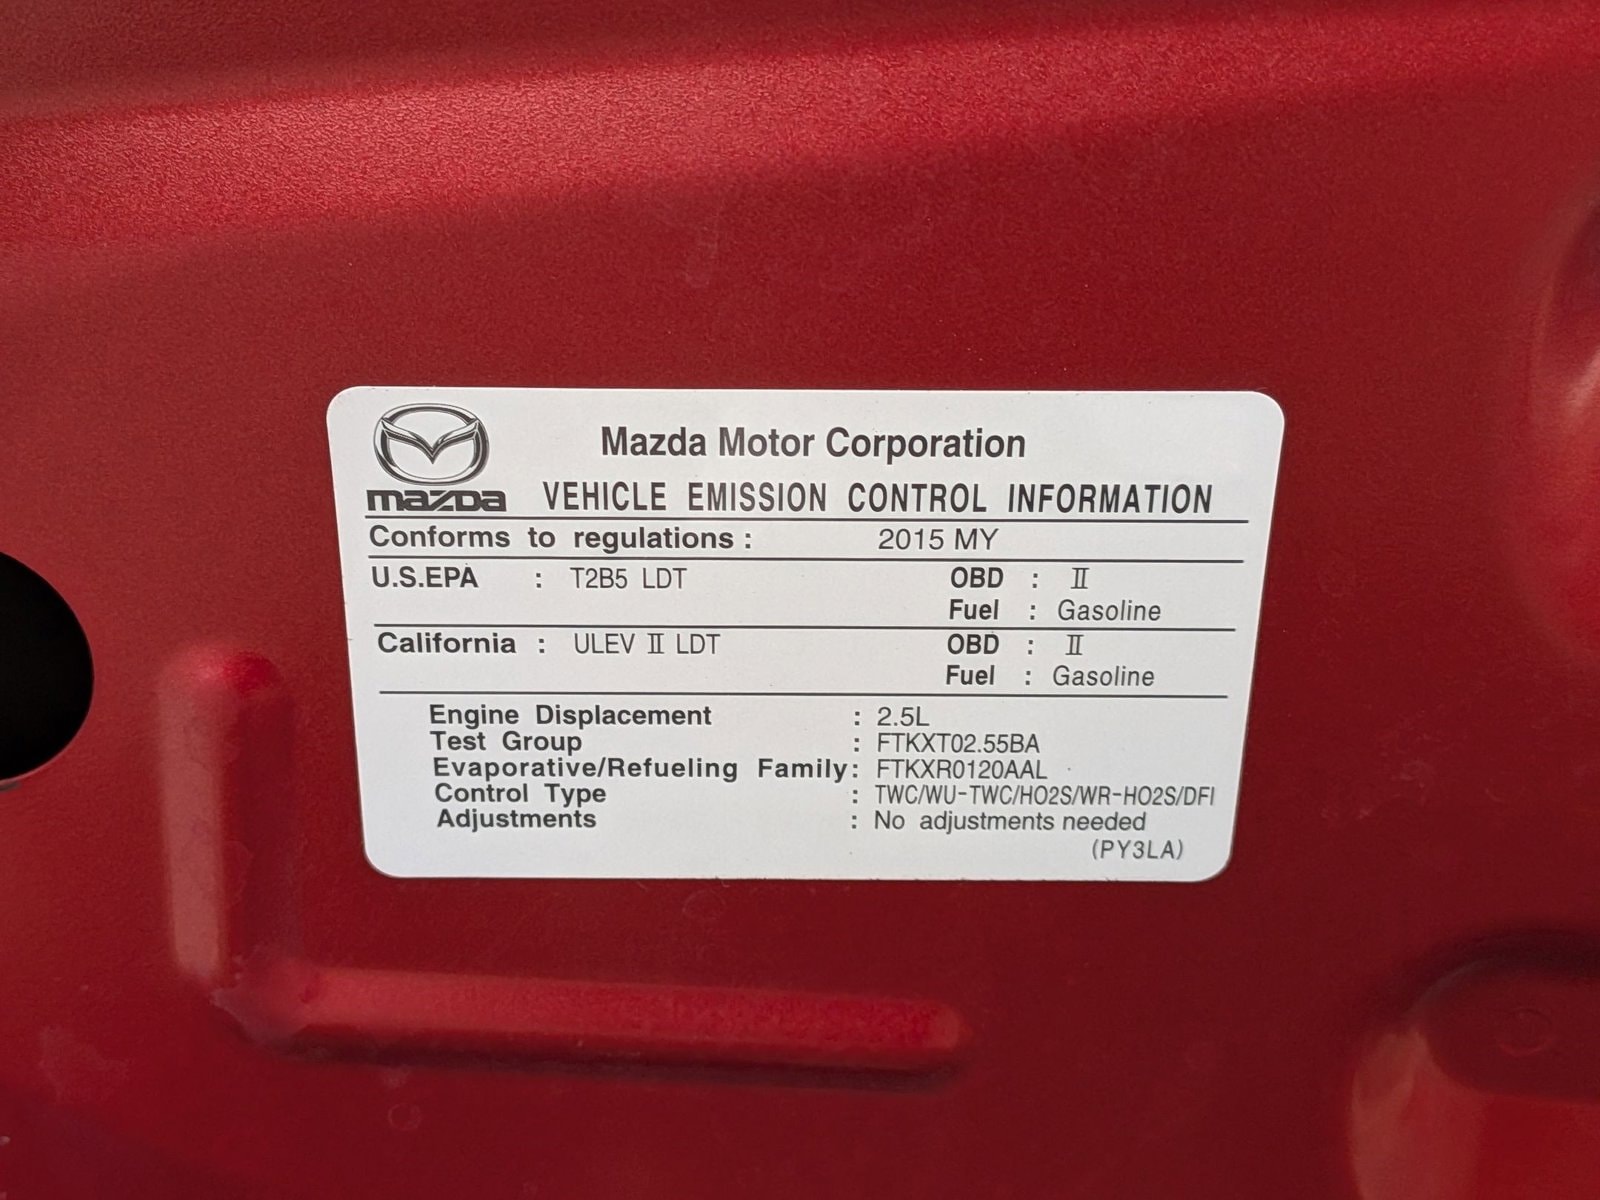 Mazda Motor Corporation
mazda VEHICLE EMISSION CONTROL INFORMATION
Conforms to regulations : 2015 MY
U.S.EPA : T2B5 LDT OBD : II
Fuel : Gasoline
California : ULEV II LDT OBD : II
Fuel : Gasoline
Engine Displacement : 2.5L
Test Group : FTKXT02.55BA
Evaporative/Refueling Family: FTKXR0120AAL
Control Type : TWC/WU-TWC/HO2S/WR-HO2S/DFI
Adjustments : No adjustments needed
(PY3LA)